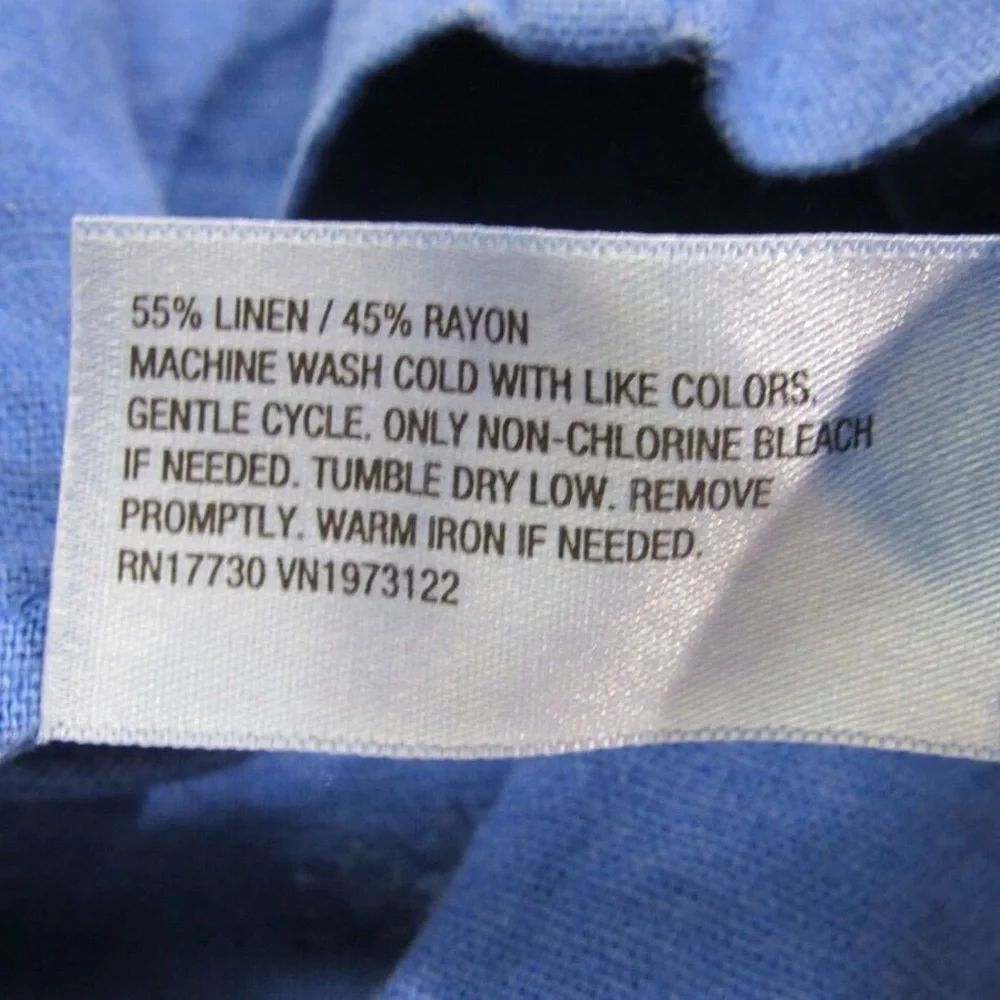 55% LINEN / 45% RAYON
MACHINE WASH COLD WITH LIKE COLORS.
GENTLE CYCLE. ONLY NON-CHLORINE BLEACH
IF NEEDED. TUMBLE DRY LOW. REMOVE
PROMPTLY. WARM IRON IF NEEDED.
RN17730 VN1973122